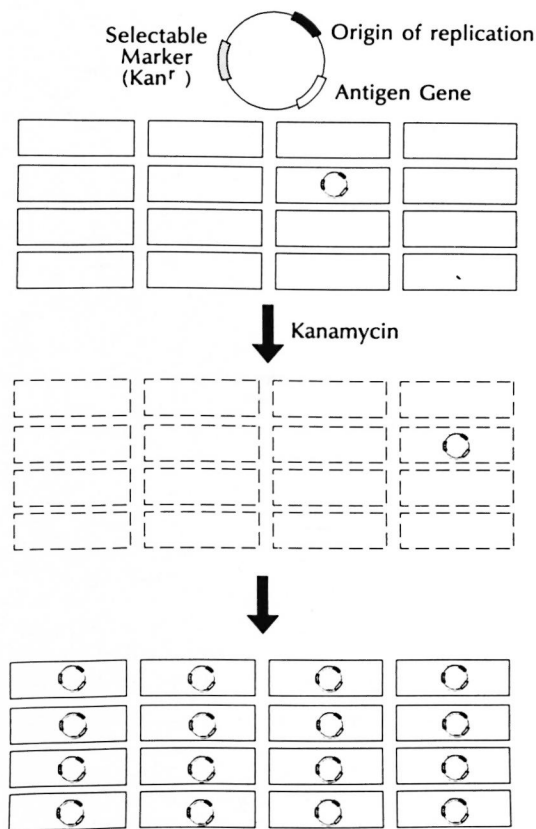 Selectable
Marker
(Kanʳ )
Origin of replication
Antigen Gene
Kanamycin